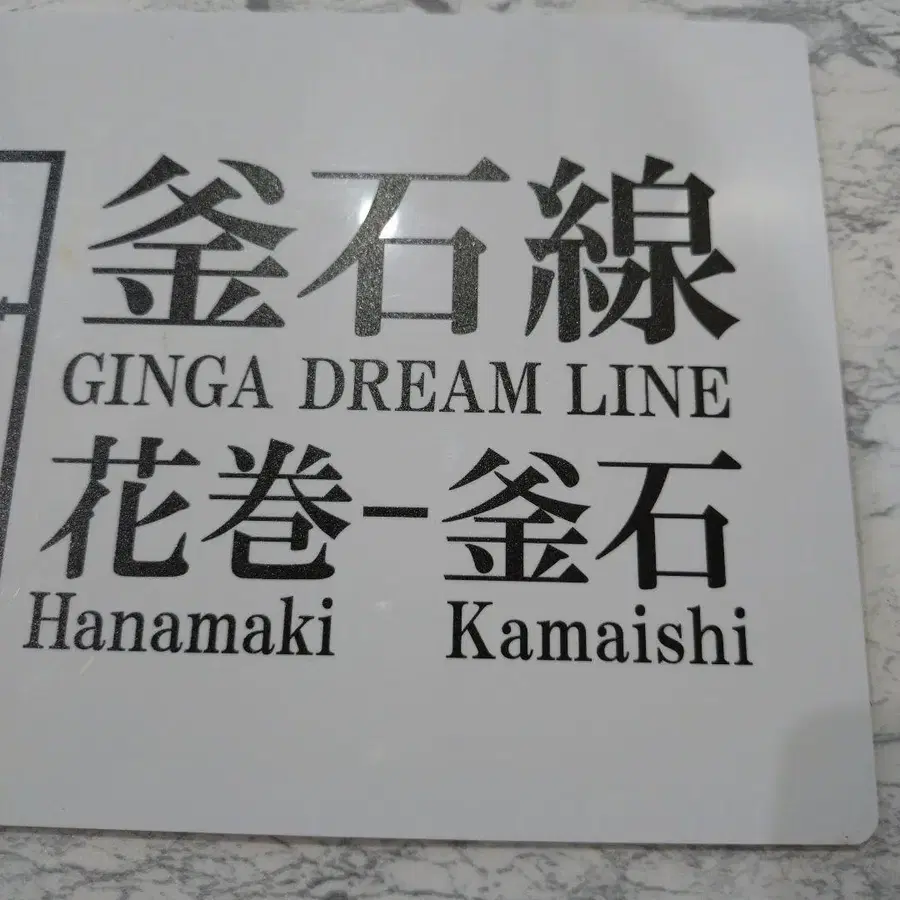 釜石線
GINGA DREAM LINE
花巻-釜石
Hanamaki Kamaishi